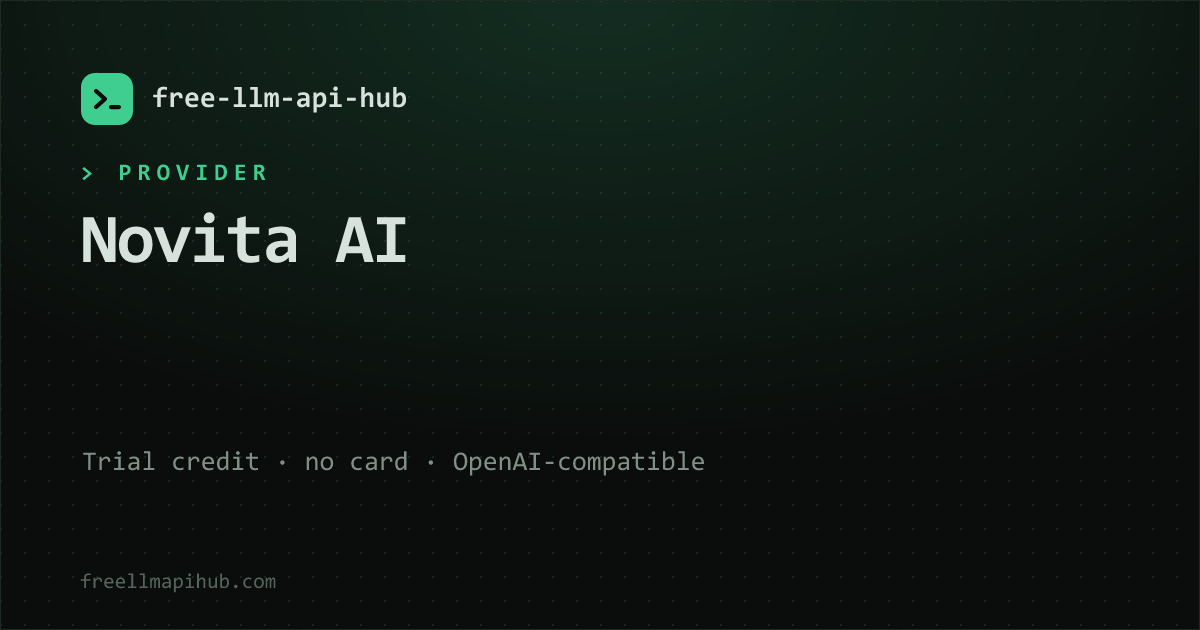 free-llm-api-hub
> PROVIDER
Novita AI
Trial credit · no card · OpenAI-compatible
freellmapihub.com